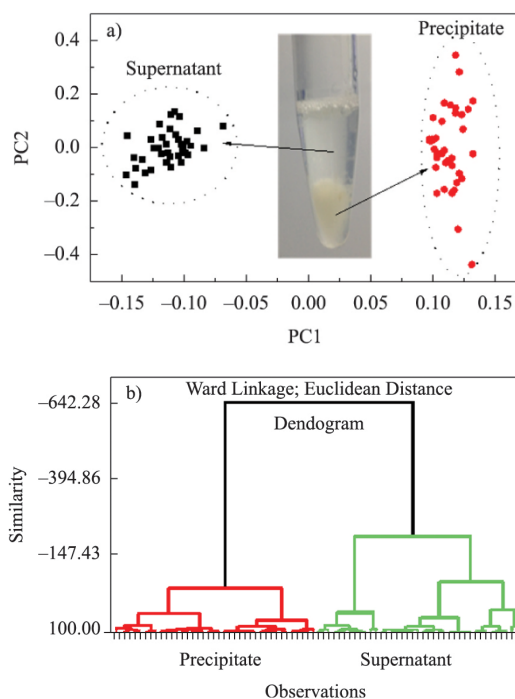 a)
Precipitate
Supernatant
PC2
0.4
0.2
0.0
−0.2
−0.4
−0.15 −0.10 −0.05 0.00 0.05 0.10 0.15
PC1
b)
Ward Linkage; Euclidean Distance
Dendogram
Similarity
−642.28
−394.86
−147.43
100.00
Precipitate Supernatant
Observations